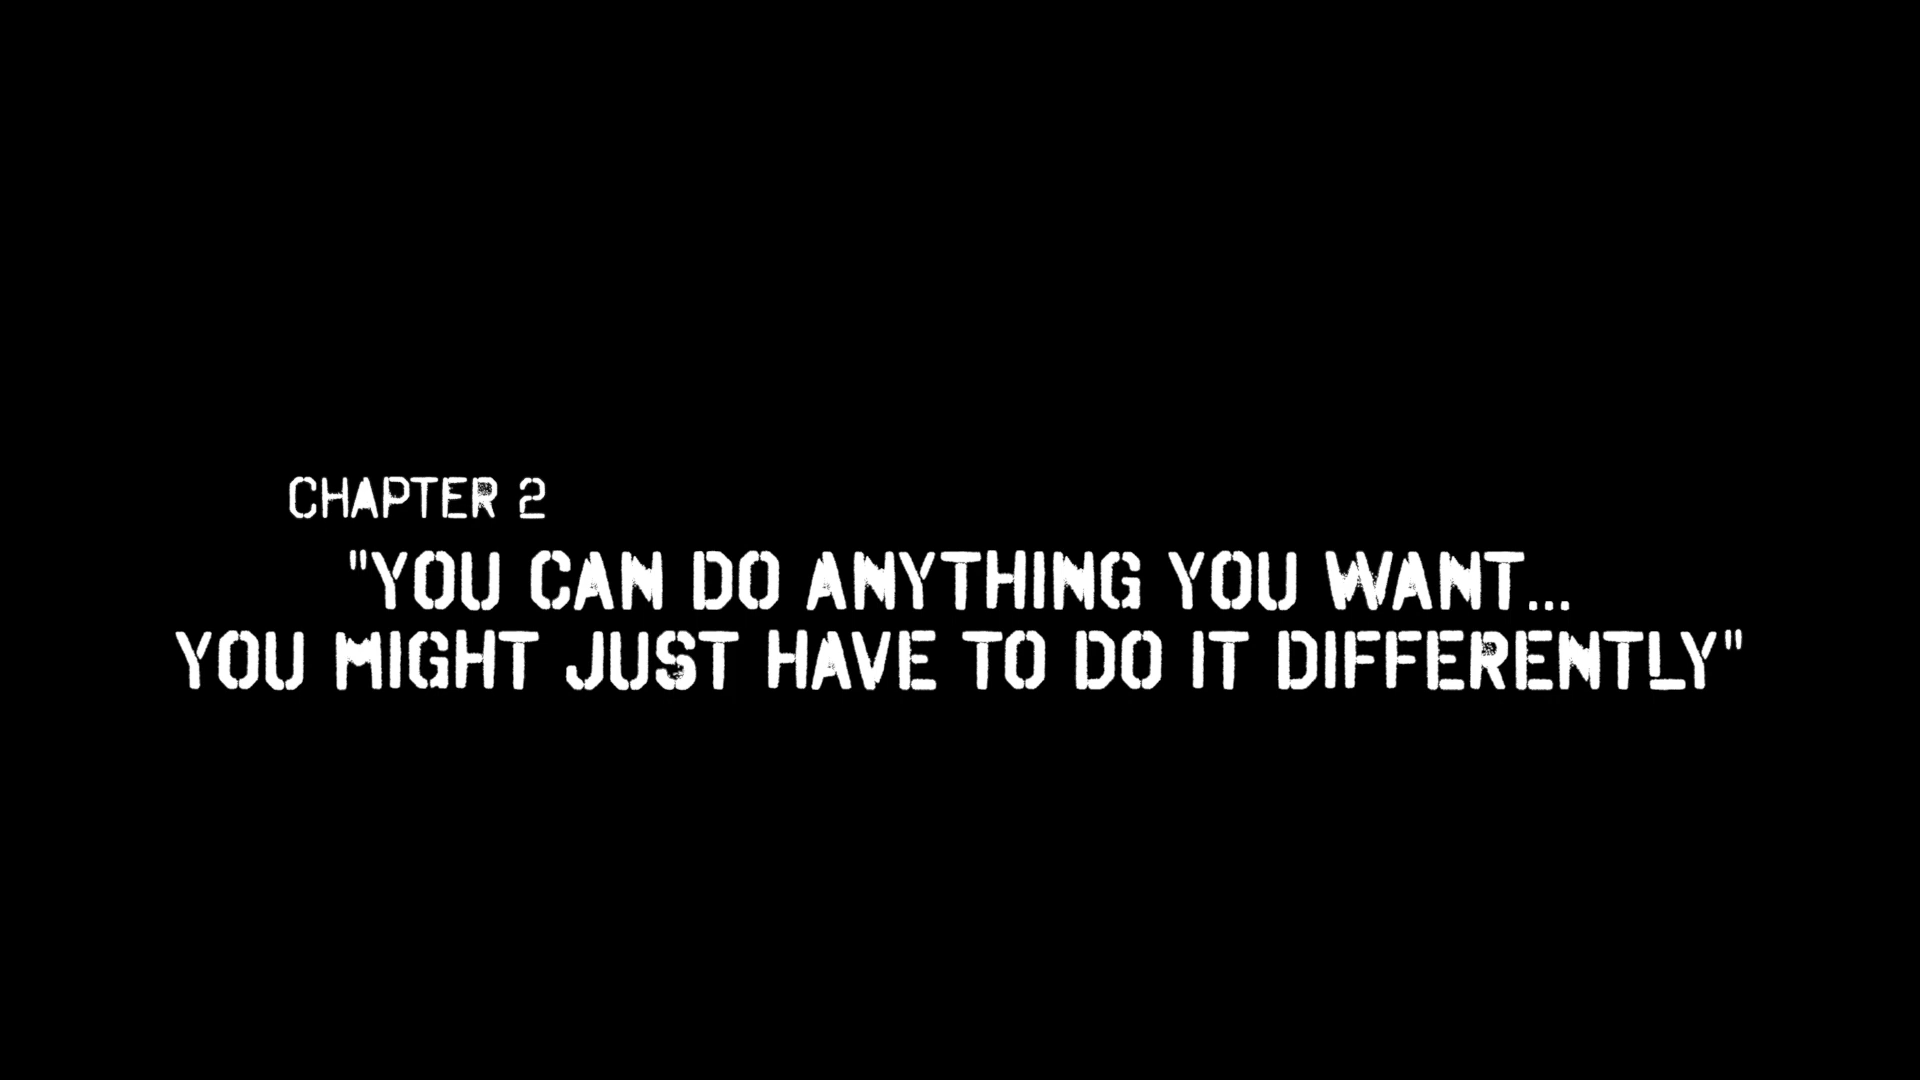 CHAPTER 2
"YOU CAN DO ANYTHING YOU WANT...
YOU MIGHT JUST HAVE TO DO IT DIFFERENTLY"